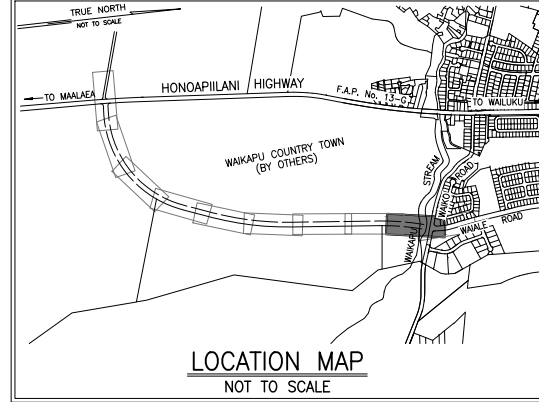 TRUE NORTH
NOT TO SCALE
TO MAALAEA
HONOAPIILANI HIGHWAY
F.A.P. No. 13-G
TO WAILUKU
WAIKAPU COUNTRY TOWN
(BY OTHERS)
WAIKAPU STREAM
WAIKO ROAD
WAIALE ROAD
LOCATION MAP
NOT TO SCALE